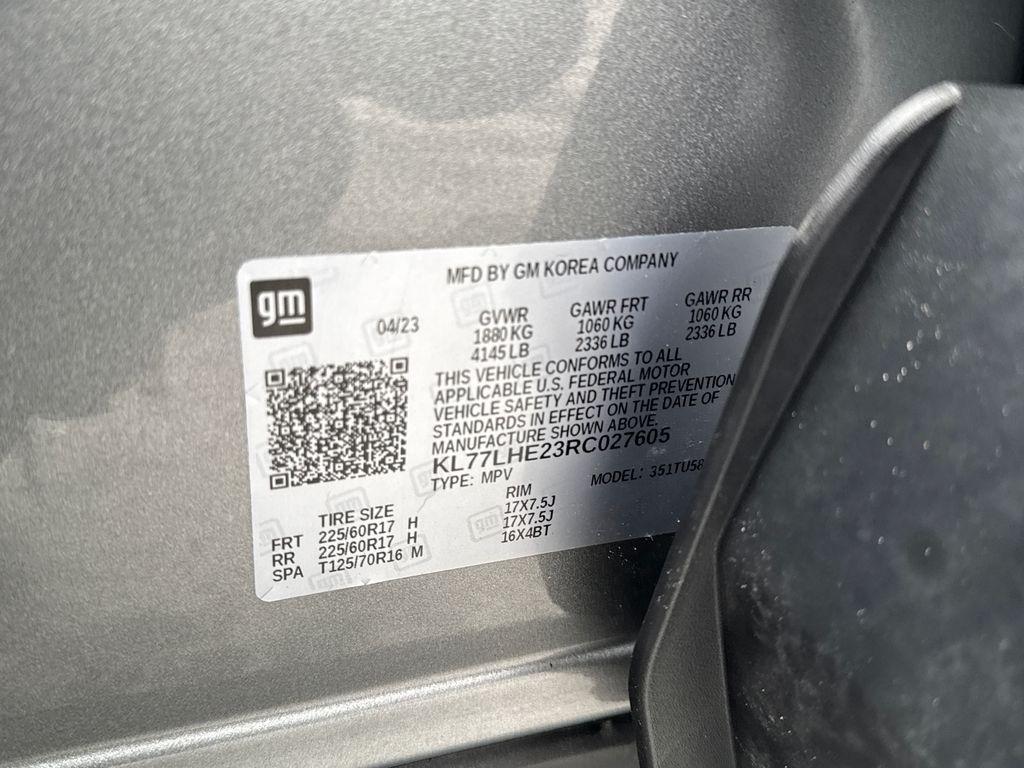 gm
MFD BY GM KOREA COMPANY
04/23
GVWR GAWR FRT GAWR RR
1880 KG 1060 KG 1060 KG
4145 LB 2336 LB 2336 LB
THIS VEHICLE CONFORMS TO ALL
APPLICABLE U.S. FEDERAL MOTOR
VEHICLE SAFETY AND THEFT PREVENTION
STANDARDS IN EFFECT ON THE DATE OF
MANUFACTURE SHOWN ABOVE.
KL77LHE23RC027605
TYPE: MPV MODEL: 351TU58
TIRE SIZE RIM
FRT 225/60R17 H 17X7.5J
RR 225/60R17 H 17X7.5J
SPA T125/70R16 M 16X4BT